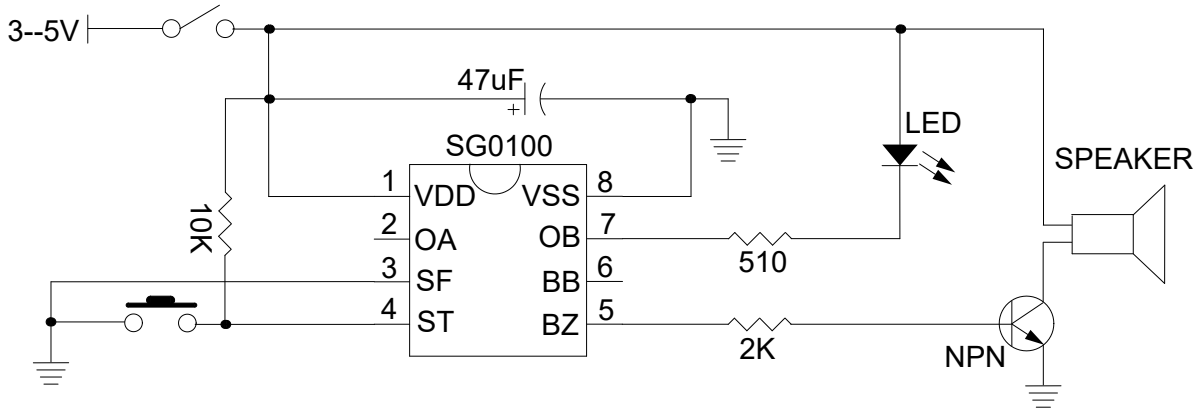 3--5V
47uF
+
LED
SG0100
SPEAKER
1 VDD VSS 8
10K
2 OA OB 7
510
3 SF BB 6
4 ST BZ 5
2K
NPN